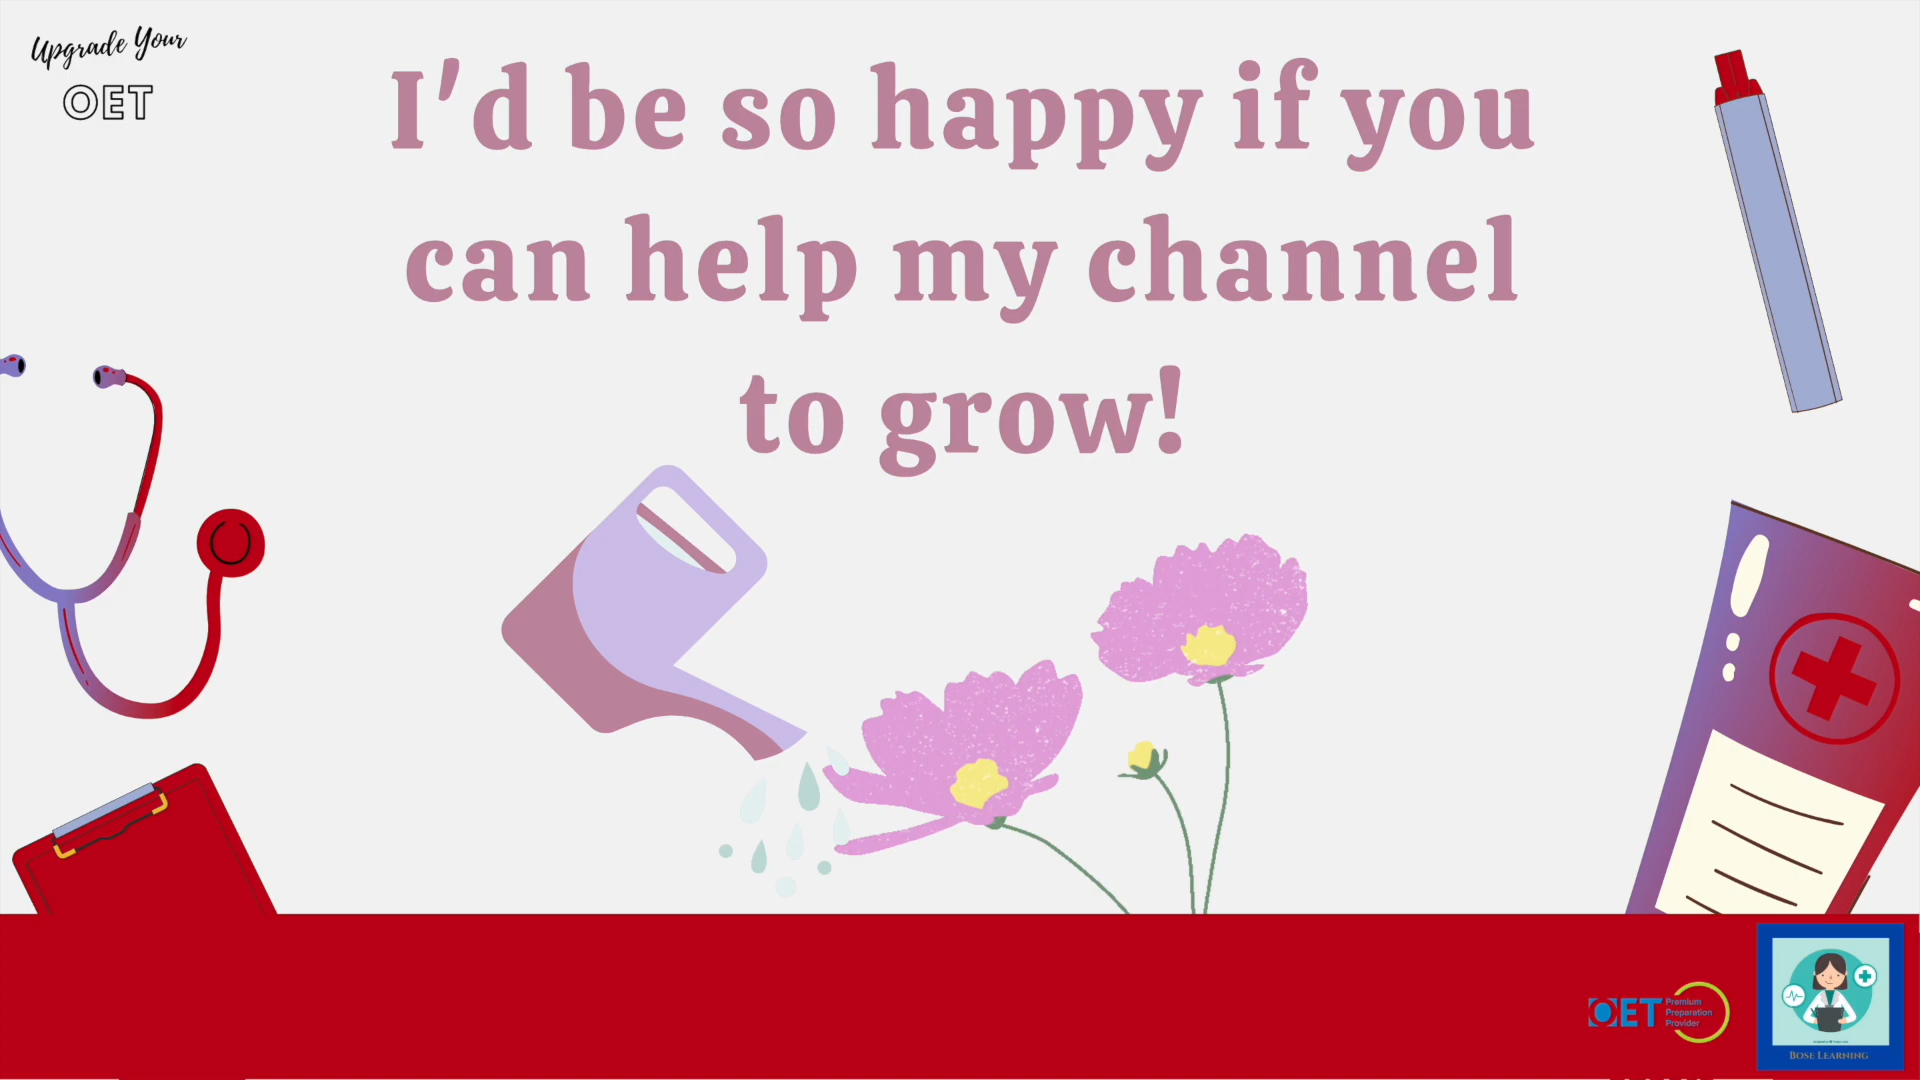 Upgrade Your
OET
I'd be so happy if you
can help my channel
to grow!
OET
Premium
Preparation
Provider
BOSE LEARNING